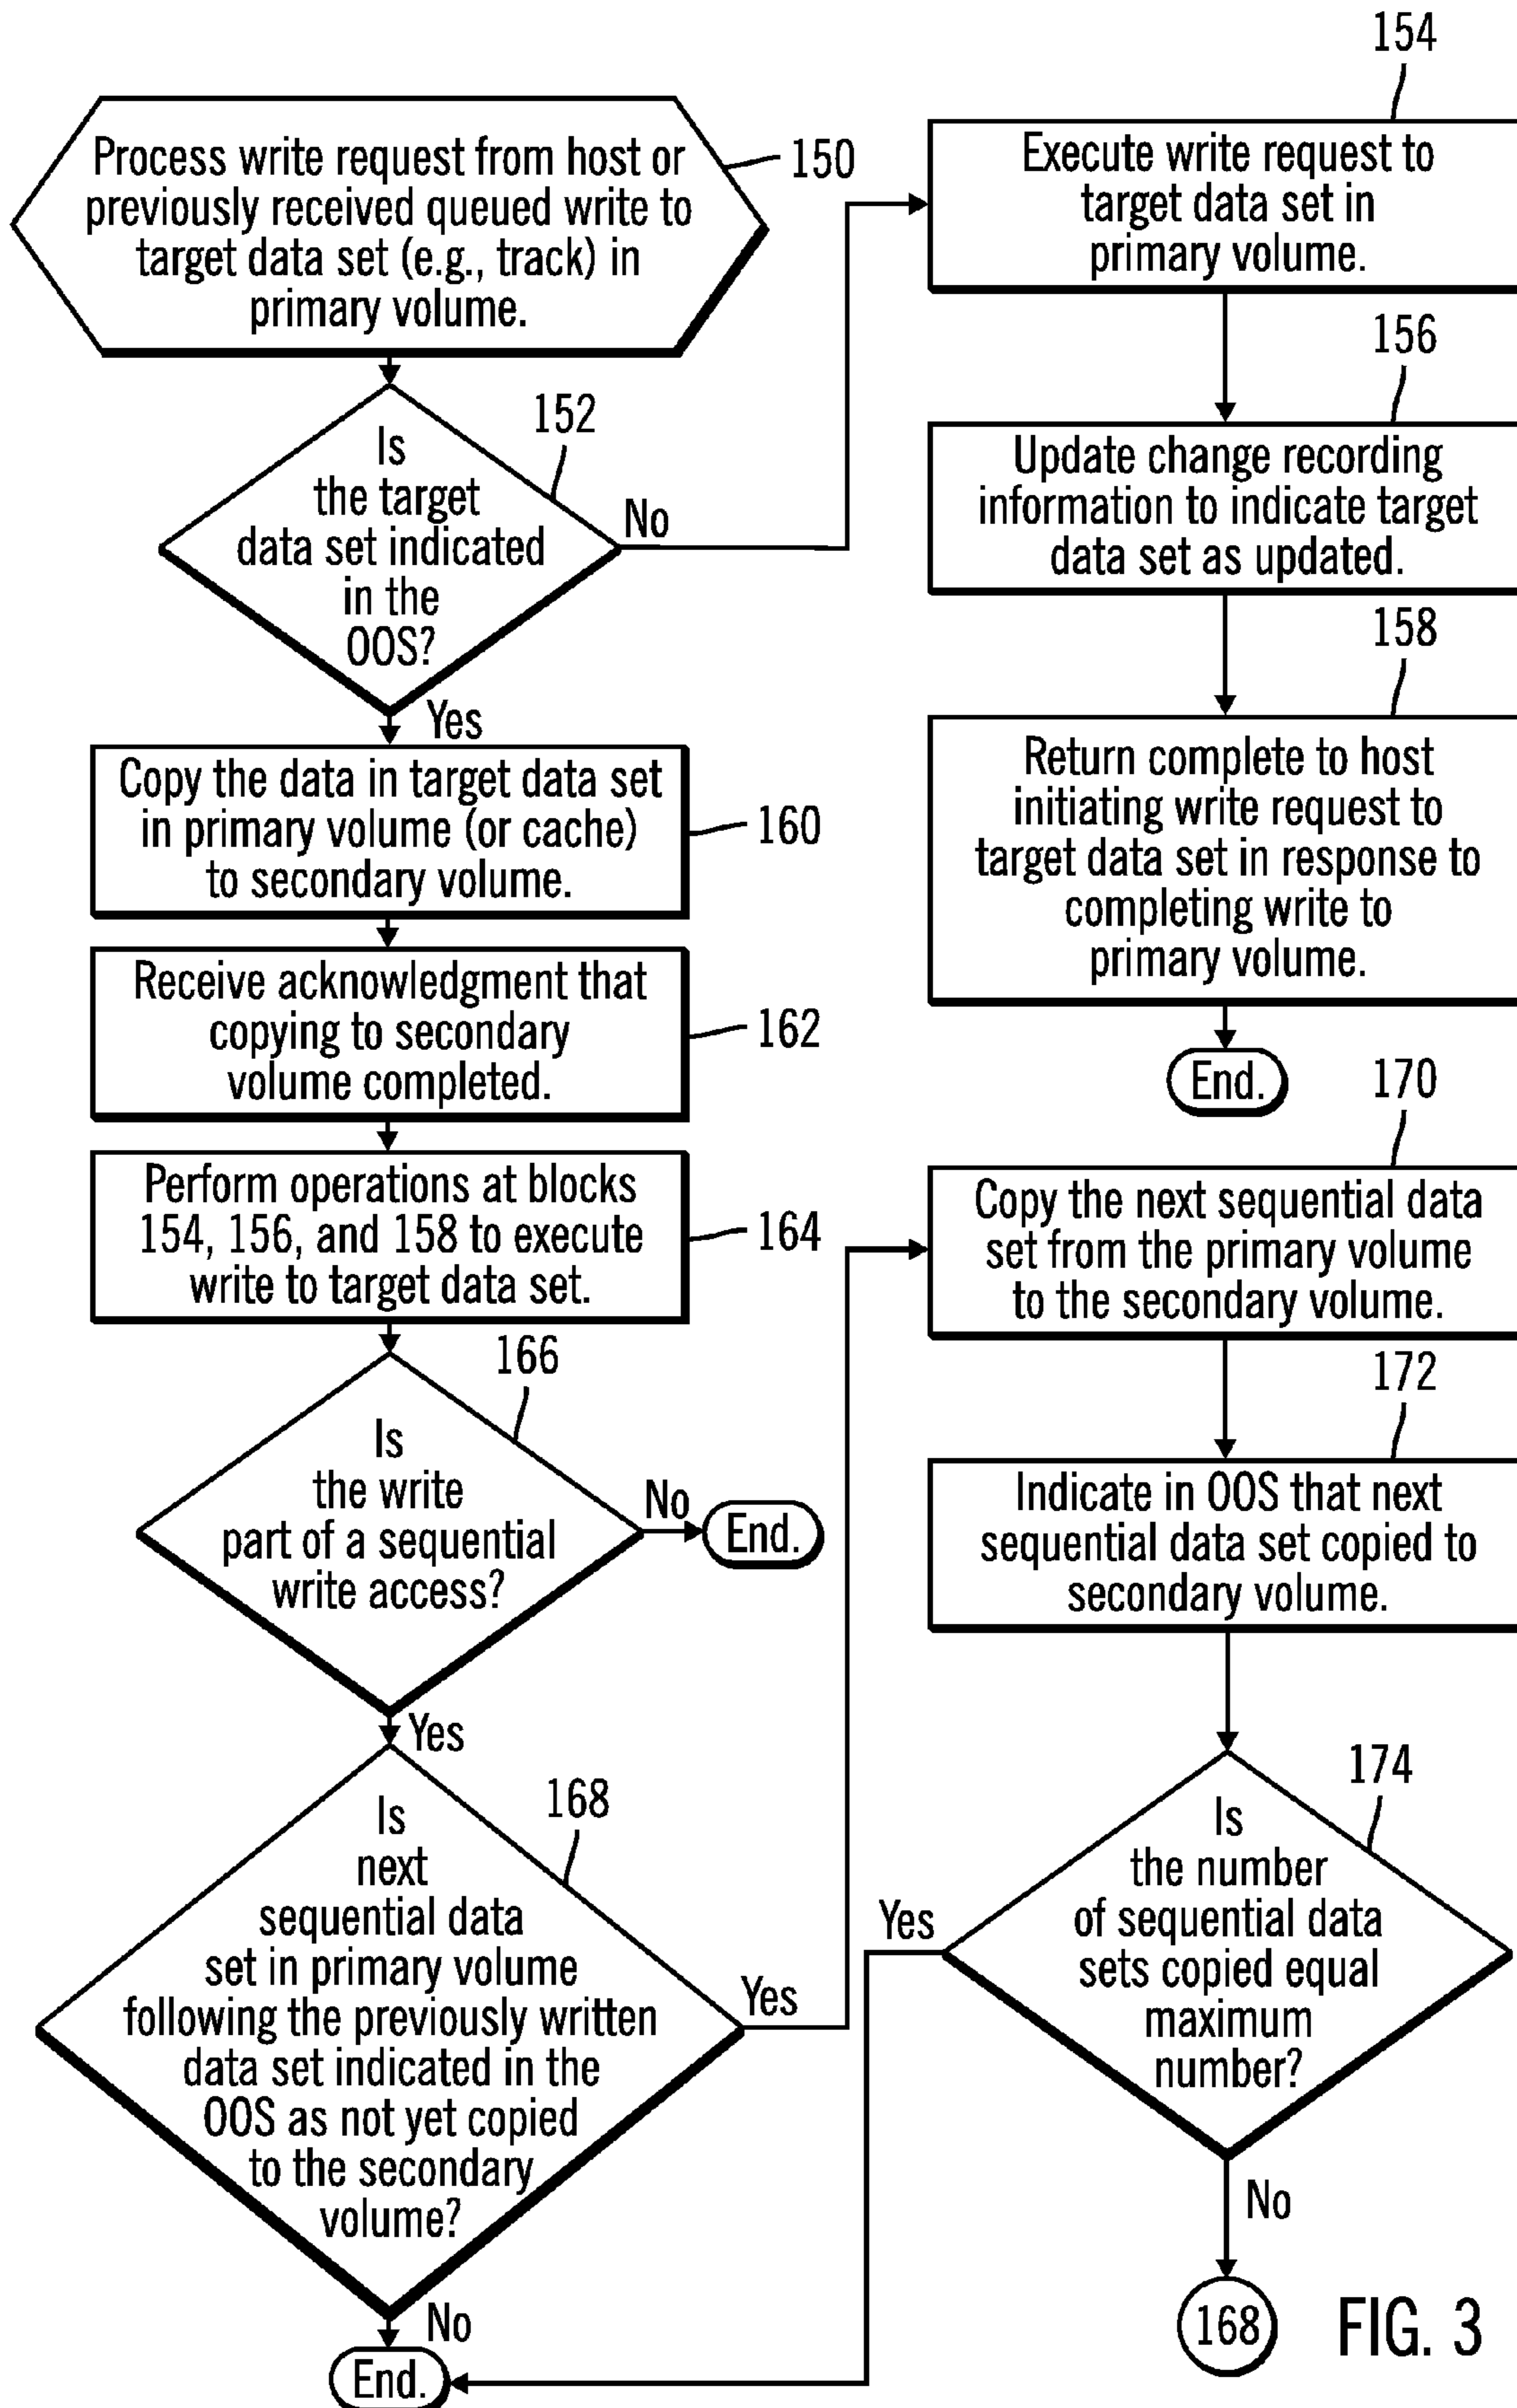 Process write request from host or
previously received queued write to
target data set (e.g., track) in
primary volume.
150
Is
the target
data set indicated
in the
OOS?
152
No
Yes
154
Execute write request to
target data set in
primary volume.
156
Update change recording
information to indicate target
data set as updated.
158
Return complete to host
initiating write request to
target data set in response to
completing write to
primary volume.
End.
Copy the data in target data set
in primary volume (or cache)
to secondary volume.
160
Receive acknowledgment that
copying to secondary
volume completed.
162
Perform operations at blocks
154, 156, and 158 to execute
write to target data set.
164
166
Is
the write
part of a sequential
write access?
No
End.
Yes
168
Is
next
sequential data
set in primary volume
following the previously written
data set indicated in the
OOS as not yet copied
to the secondary
volume?
Yes
No
End.
170
Copy the next sequential data
set from the primary volume
to the secondary volume.
172
Indicate in OOS that next
sequential data set copied to
secondary volume.
174
Is
the number
of sequential data
sets copied equal
maximum
number?
Yes
No
168
FIG. 3